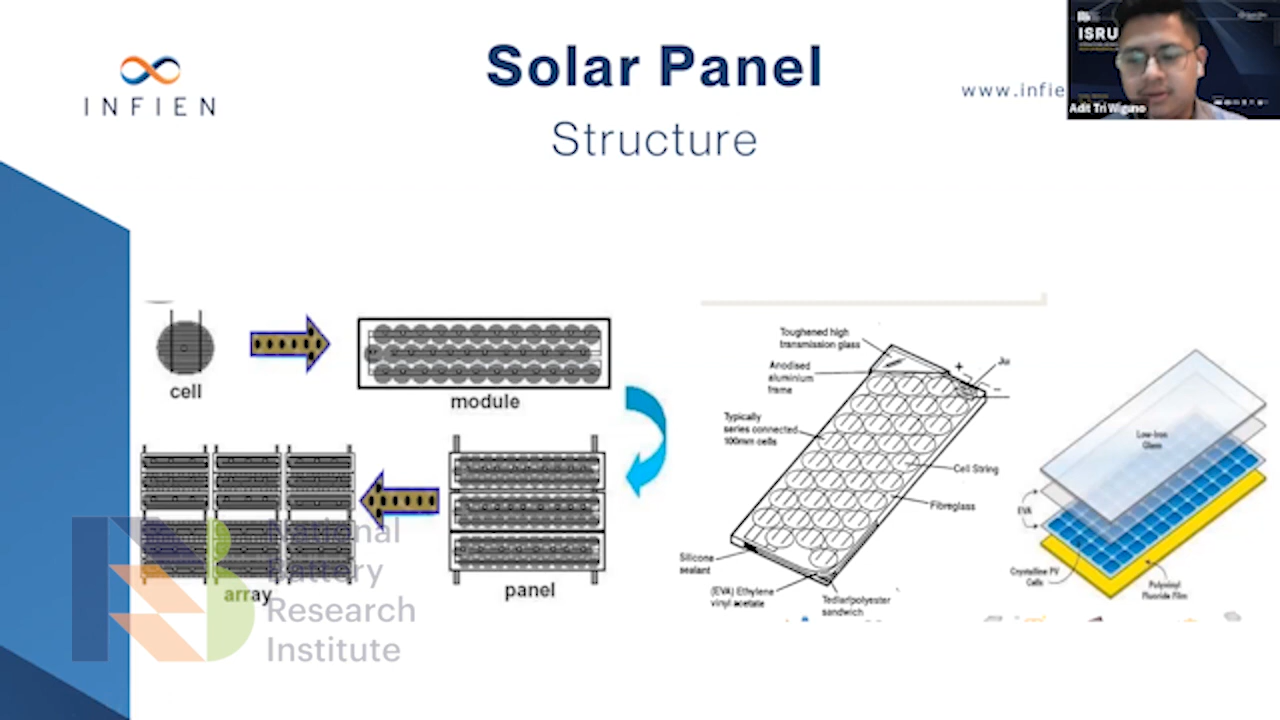 INFIEN
Solar Panel
Structure
www.infie
ISRU
Adit Tri Wiguno
cell
module
array
panel
Toughened high
transmission glass
Anodised
aluminium
frame
Typically
series connected
100mm cells
+
-
Cell String
Fibreglass
Silicone
sealant
(EVA) Ethylene
vinyl acetate
Tedlar/polyester
sandwich
Low-Iron
Glass
EVA
Crystalline PV
Cells
Polyvinyl
Fluoride Film
National
Battery
Research
Institute